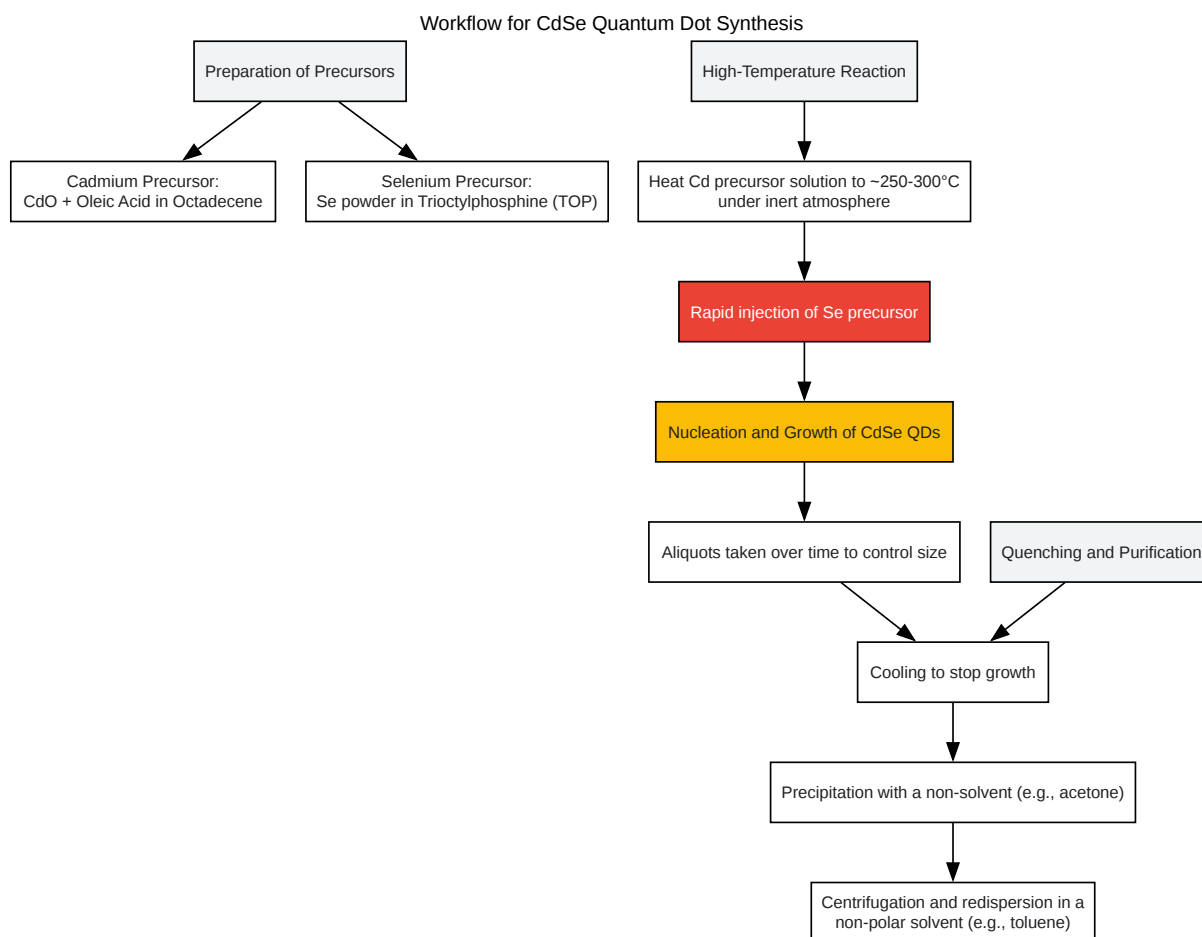 Workflow for CdSe Quantum Dot Synthesis
Preparation of Precursors
High-Temperature Reaction
Cadmium Precursor:
CdO + Oleic Acid in Octadecene
Selenium Precursor:
Se powder in Trioctylphosphine (TOP)
Heat Cd precursor solution to ~250-300°C
under inert atmosphere
Rapid injection of Se precursor
Nucleation and Growth of CdSe QDs
Aliquots taken over time to control size
Quenching and Purification
Cooling to stop growth
Precipitation with a non-solvent (e.g., acetone)
Centrifugation and redispersion in a
non-polar solvent (e.g., toluene)